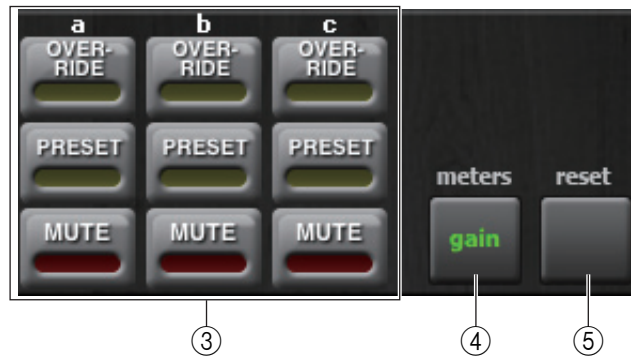 a b c
OVER-
RIDE
OVER-
RIDE
OVER-
RIDE
PRESET PRESET PRESET
meters reset
MUTE MUTE MUTE
gain
③ ④ ⑤